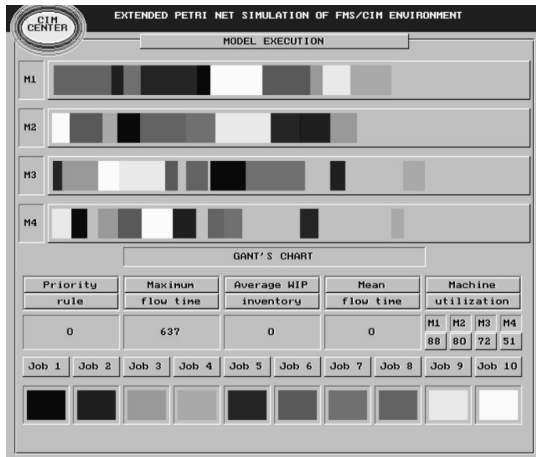 CIM
CENTER
EXTENDED PETRI NET SIMULATION OF FMS/CIM ENVIRONMENT
MODEL EXECUTION
M1
M2
M3
M4
GANT'S CHART
Priority rule
Maximum flow time
Average WIP inventory
Mean flow time
Machine utilization
0
637
0
0
M1 M2 M3 M4
88 80 72 51
Job 1 Job 2 Job 3 Job 4 Job 5 Job 6 Job 7 Job 8 Job 9 Job 10